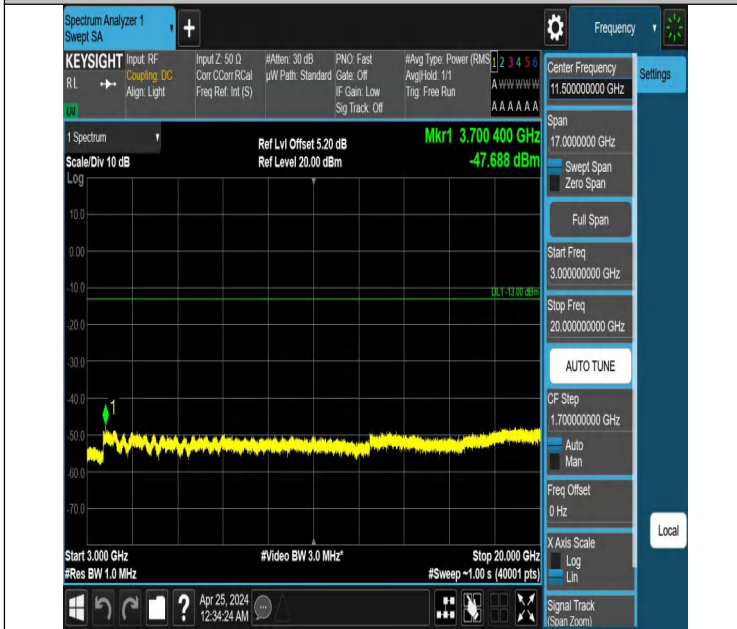 Spectrum Analyzer 1
Swept SA
+
Frequency
KEYSIGHT
RL
Input: RF
Coupling: DC
Align: Light
Input Z: 50 Ω
Corr CCorr RCal
Freq Ref: Int (S)
#Atten: 30 dB
µW Path: Standard
PNO: Fast
Gate: Off
IF Gain: Low
Sig Track: Off
#Avg Type: Power (RMS
Avg|Hold: 1/1
Trig: Free Run
1 2 3 4 5 6
A W W W W W
A A A A A A
1 Spectrum
Scale/Div 10 dB
Log
Ref Lvl Offset 5.20 dB
Ref Level 20.00 dBm
Mkr1 3.700 400 GHz
-47.688 dBm
10.0
0.00
-10.0
DL1 -13.00 dBm
-20.0
-30.0
-40.0
1
-50.0
-60.0
-70.0
Start 3.000 GHz
#Res BW 1.0 MHz
#Video BW 3.0 MHz*
Stop 20.000 GHz
#Sweep ~1.00 s (40001 pts)
?
Apr 25, 2024
12:34:24 AM
Center Frequency
11.500000000 GHz
Settings
Span
17.0000000 GHz
Swept Span
Zero Span
Full Span
Start Freq
3.000000000 GHz
Stop Freq
20.000000000 GHz
AUTO TUNE
CF Step
1.700000000 GHz
Auto
Man
Freq Offset
0 Hz
X Axis Scale
Log
Lin
Local
Signal Track
(Span Zoom)